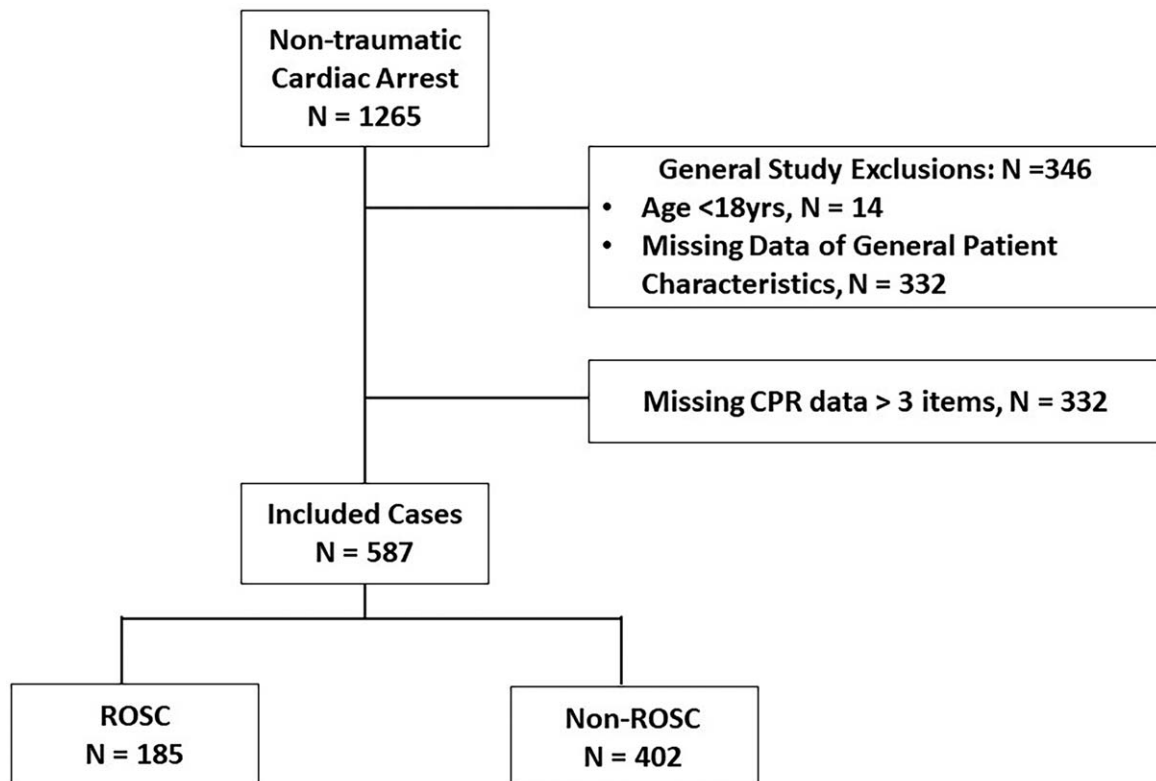 Non-traumatic
Cardiac Arrest
N = 1265
General Study Exclusions: N =346
• Age <18yrs, N = 14
• Missing Data of General Patient
Characteristics, N = 332
Missing CPR data > 3 items, N = 332
Included Cases
N = 587
ROSC
N = 185
Non-ROSC
N = 402